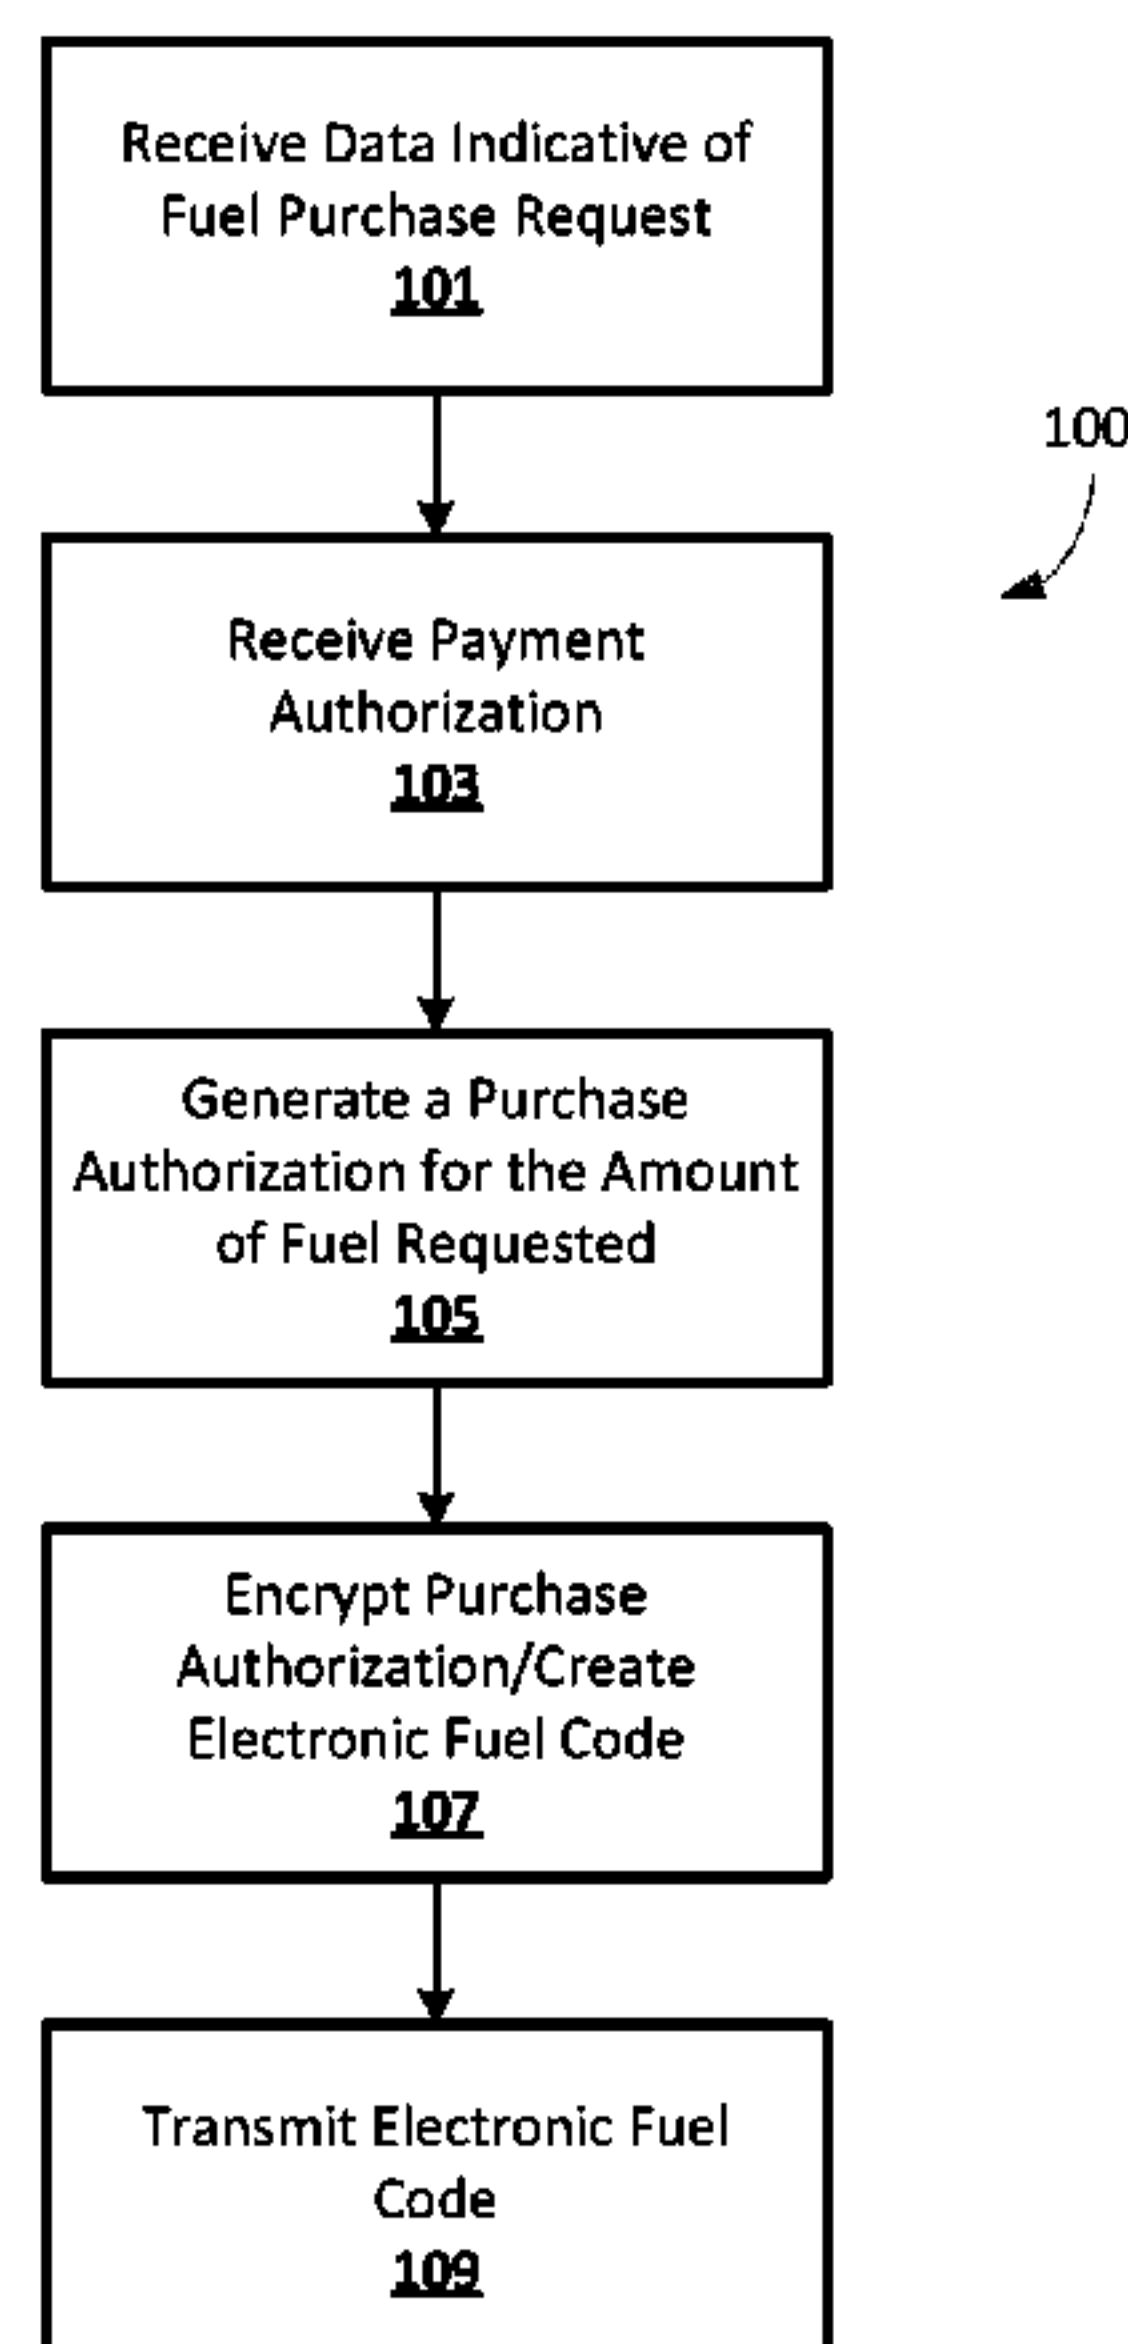 Receive Data Indicative of
Fuel Purchase Request
101
100
Receive Payment
Authorization
103
Generate a Purchase
Authorization for the Amount
of Fuel Requested
105
Encrypt Purchase
Authorization/Create
Electronic Fuel Code
107
Transmit Electronic Fuel
Code
109